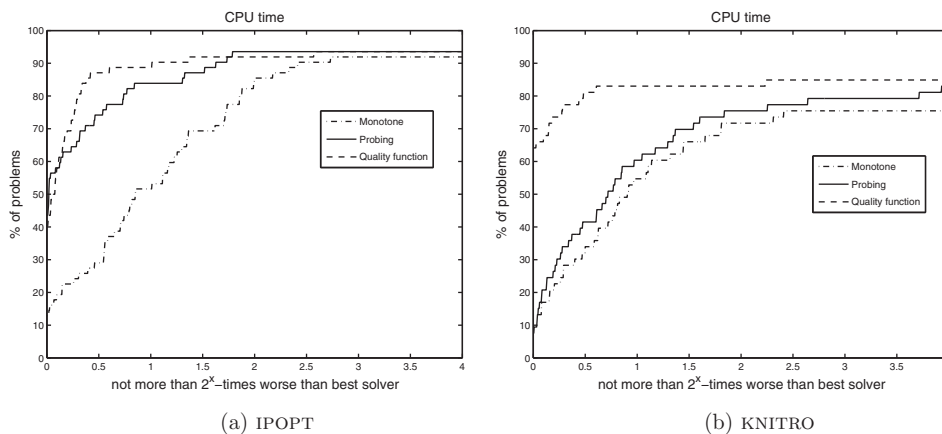 CPU time
100
90
80
70
60
50
40
30
20
10
0
% of problems
Monotone
Probing
Quality function
0
0.5
1
1.5
2
2.5
3
3.5
4
not more than 2^x-times worse than best solver
(a) IPOPT
CPU time
100
90
80
70
60
50
40
30
20
10
0
% of problems
Monotone
Probing
Quality function
0
0.5
1
1.5
2
2.5
3
3.5
not more than 2^x-times worse than best solver
(b) KNITRO